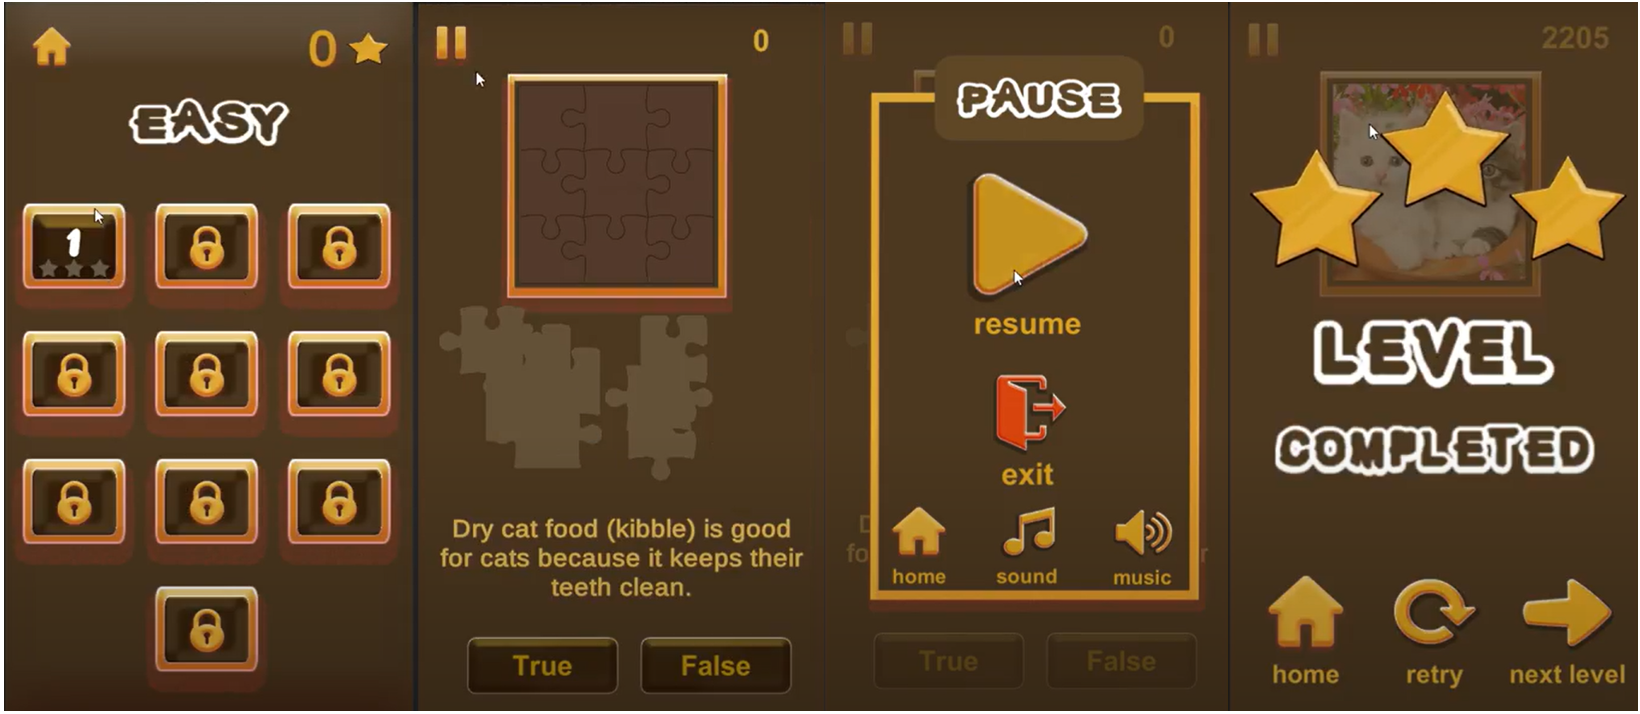 0
EASY
1
0
Dry cat food (kibble) is good
for cats because it keeps their
teeth clean.
True
False
0
PAUSE
resume
exit
home
sound
music
True
False
2205
LEVEL
COMPLETED
home
retry
next level